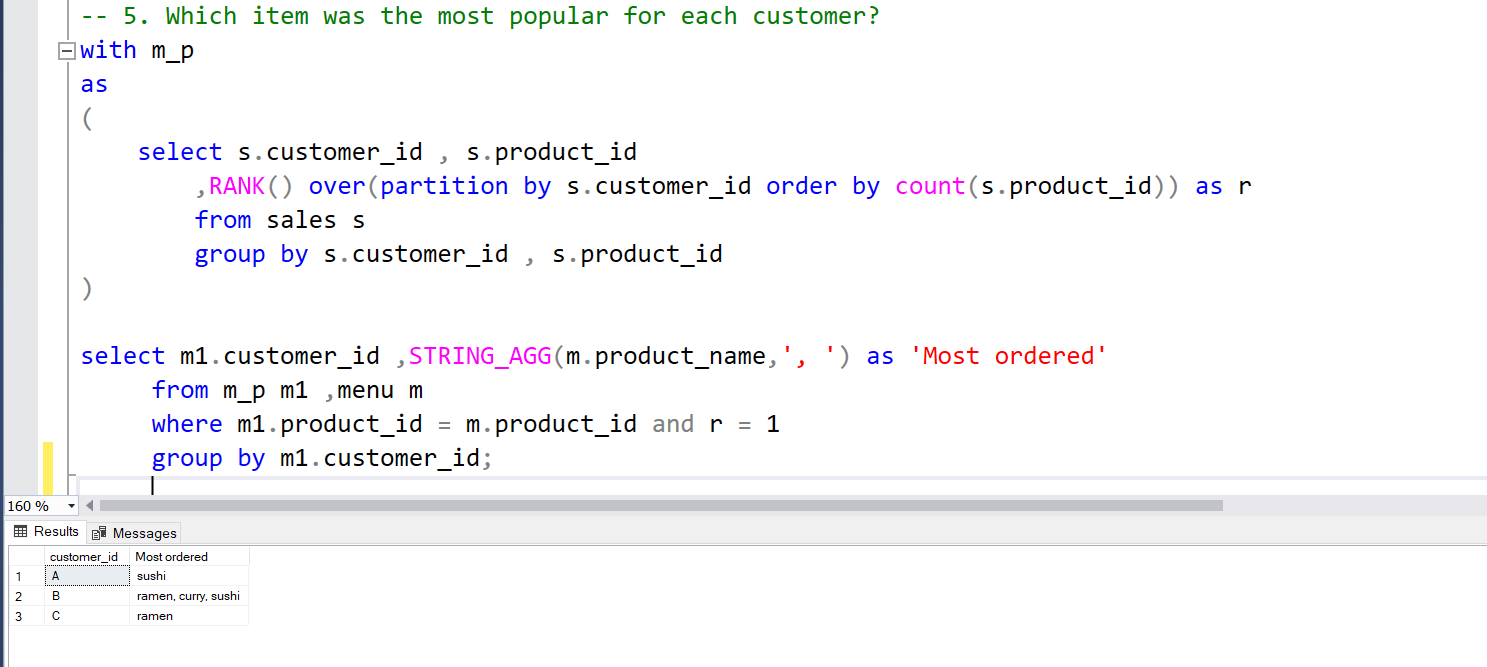 -- 5. Which item was the most popular for each customer?
with m_p
as
(
select s.customer_id , s.product_id
,RANK() over(partition by s.customer_id order by count(s.product_id)) as r
from sales s
group by s.customer_id , s.product_id
)
select m1.customer_id ,STRING_AGG(m.product_name,', ') as 'Most ordered'
from m_p m1 ,menu m
where m1.product_id = m.product_id and r = 1
group by m1.customer_id;
160 %
Results Messages
customer_id Most ordered
1 A sushi
2 B ramen, curry, sushi
3 C ramen